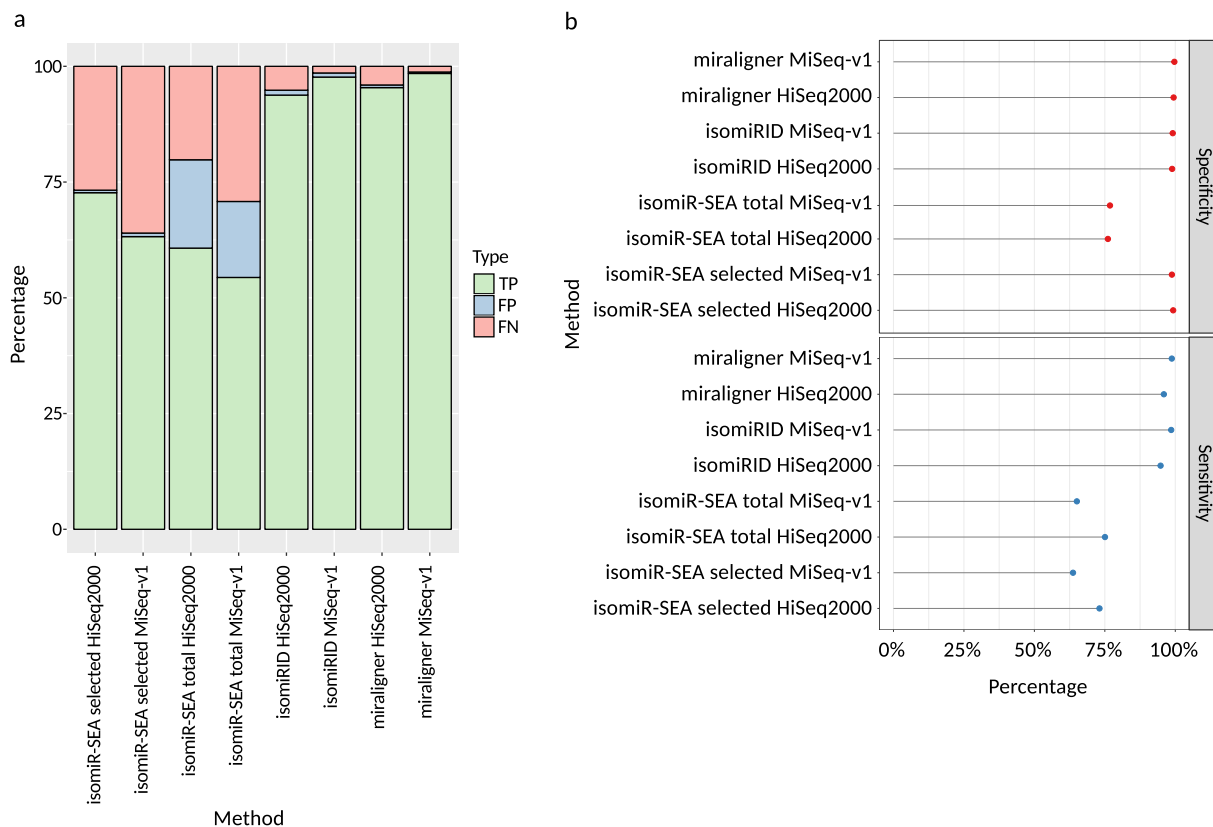 a
Percentage
100
75
50
25
0
isomiR-SEA selected HiSeq2000
isomiR-SEA selected MiSeq-v1
isomiR-SEA total HiSeq2000
isomiR-SEA total MiSeq-v1
isomiRID HiSeq2000
isomiRID MiSeq-v1
miraligner HiSeq2000
miraligner MiSeq-v1
Method
Type
TP
FP
FN
b
Method
miraligner MiSeq-v1
miraligner HiSeq2000
isomiRID MiSeq-v1
isomiRID HiSeq2000
isomiR-SEA total MiSeq-v1
isomiR-SEA total HiSeq2000
isomiR-SEA selected MiSeq-v1
isomiR-SEA selected HiSeq2000
Specificity
miraligner MiSeq-v1
miraligner HiSeq2000
isomiRID MiSeq-v1
isomiRID HiSeq2000
isomiR-SEA total MiSeq-v1
isomiR-SEA total HiSeq2000
isomiR-SEA selected MiSeq-v1
isomiR-SEA selected HiSeq2000
Sensitivity
0% 25% 50% 75% 100%
Percentage